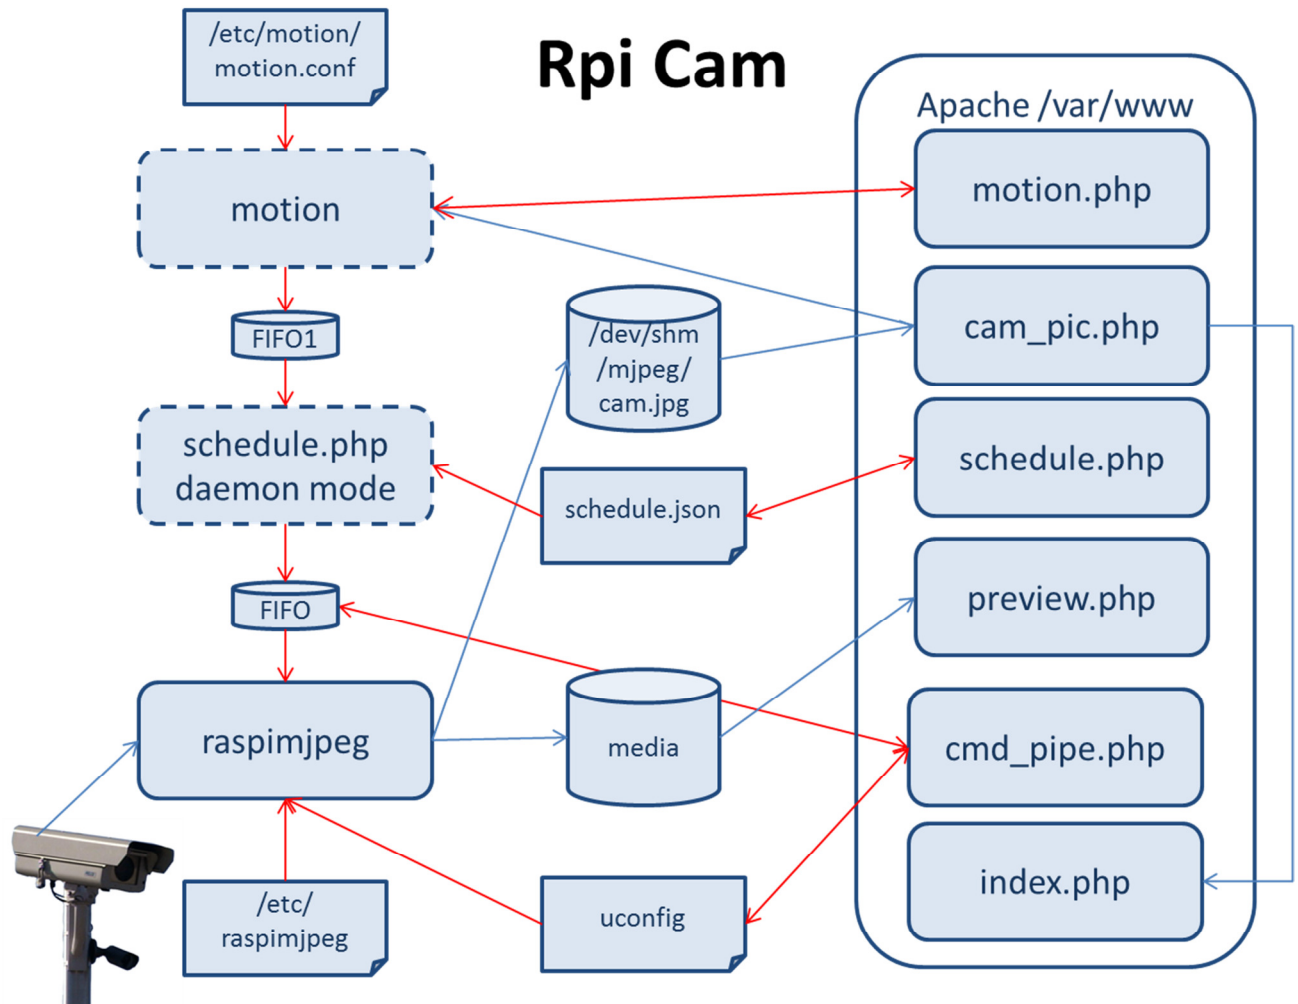 /etc/motion/
motion.conf
Rpi Cam
Apache /var/www
motion
motion.php
FIFO1
/dev/shm
/mjpeg/
cam.jpg
cam_pic.php
schedule.php
daemon mode
schedule.json
schedule.php
FIFO
preview.php
raspimjpeg
media
cmd_pipe.php
/etc/
raspimjpeg
uconfig
index.php